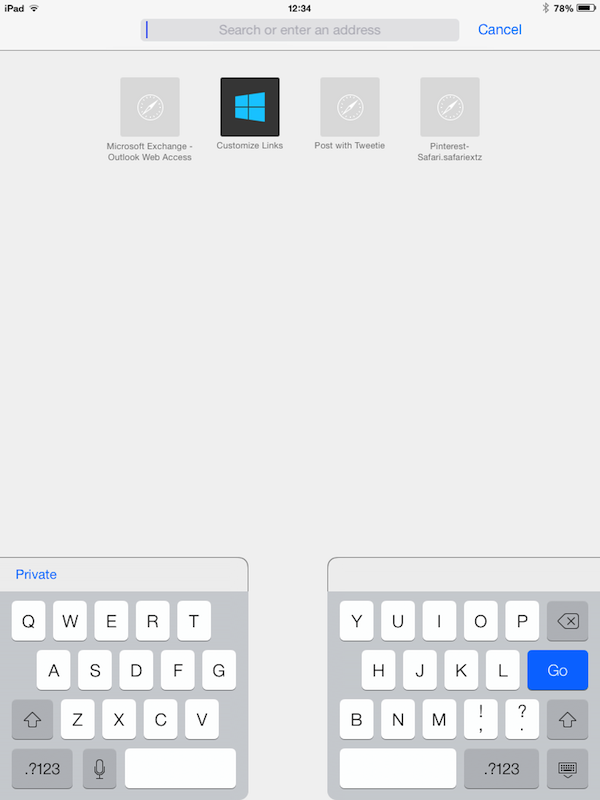 iPad 12:34 78%
Search or enter an address Cancel
Microsoft Exchange - Customize Links Post with Tweetie Pinterest-
Outlook Web Access Safari.safariextz
Private
Q W E R T Y U I O P
A S D F G H J K L Go
Z X C V B N M ! , ? .
.?123 .?123